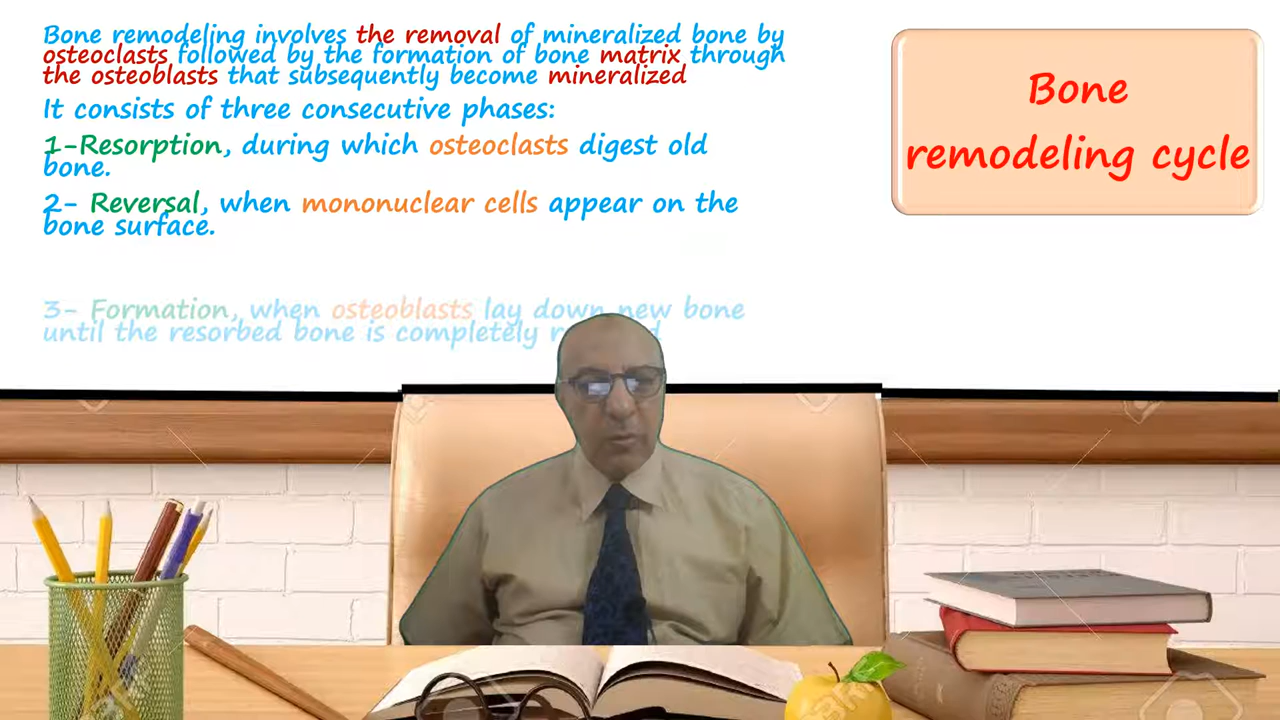 Bone remodeling involves the removal of mineralized bone by
osteoclasts followed by the formation of bone matrix through
the osteoblasts that subsequently become mineralized
It consists of three consecutive phases:
1-Resorption, during which osteoclasts digest old
bone.
2- Reversal, when mononuclear cells appear on the
bone surface.
3- Formation, when osteoblasts lay down new bone
until the resorbed bone is completely
Bone
remodeling cycle